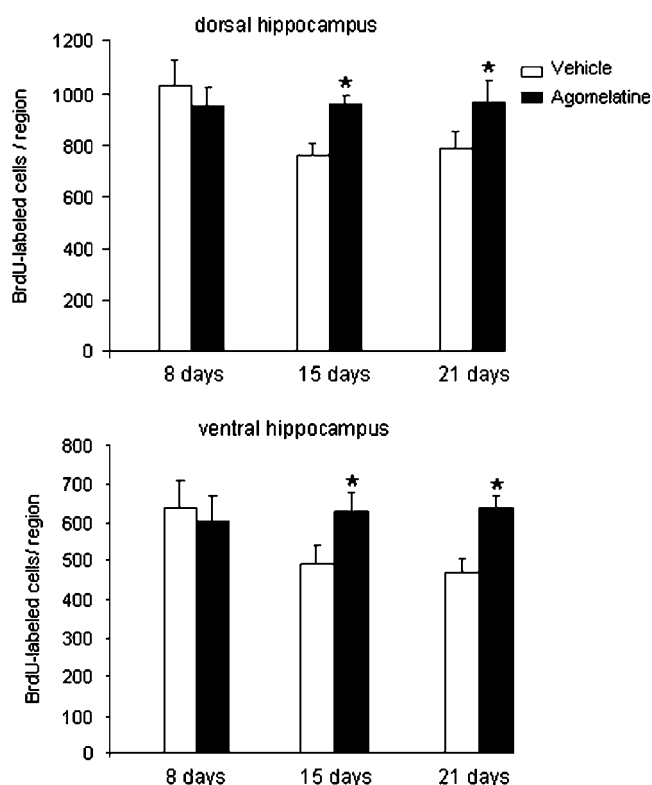 dorsal hippocampus
1200
1000
800
600
400
200
0
BrdU-labeled cells / region
★
★
Vehicle
Agomelatine
8 days
15 days
21 days
ventral hippocampus
800
700
600
500
400
300
200
100
0
BrdU-labeled cells/ region
★
★
8 days
15 days
21 days